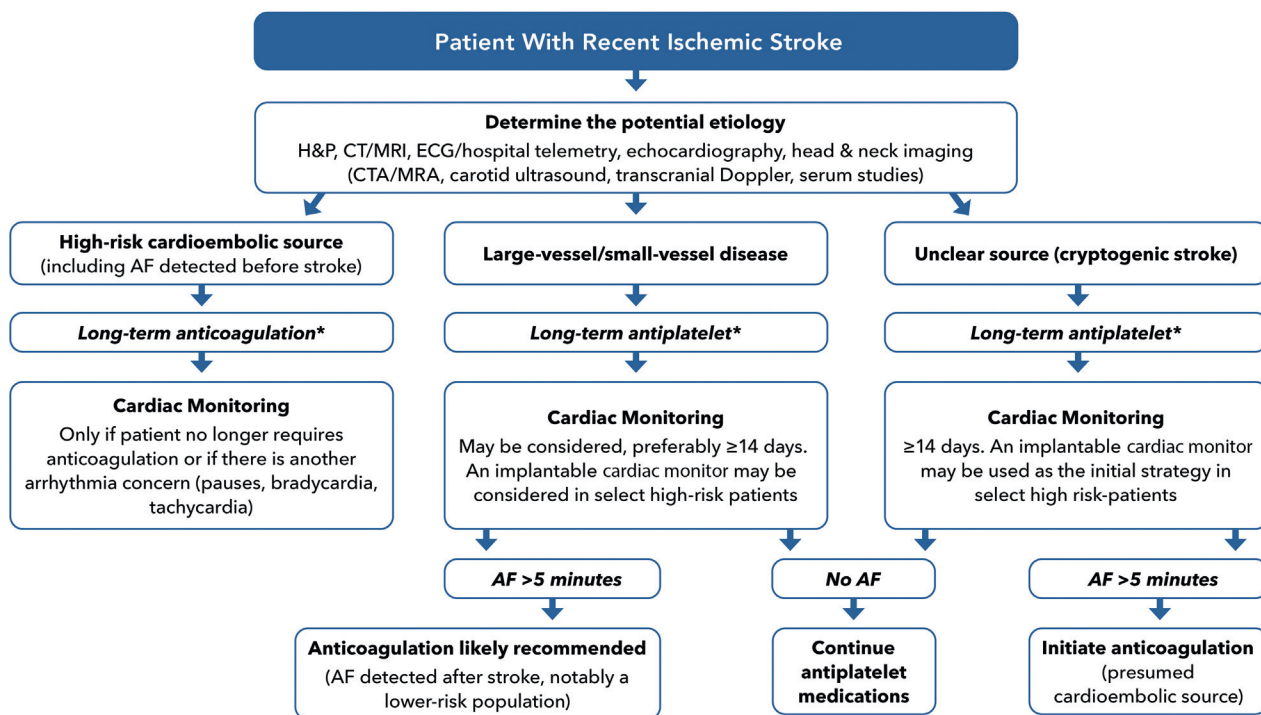 Patient With Recent Ischemic Stroke
Determine the potential etiology
H&P, CT/MRI, ECG/hospital telemetry, echocardiography, head & neck imaging
(CTA/MRA, carotid ultrasound, transcranial Doppler, serum studies)
High-risk cardioembolic source
(including AF detected before stroke)
Large-vessel/small-vessel disease
Unclear source (cryptogenic stroke)
Long-term anticoagulation*
Long-term antiplatelet*
Long-term antiplatelet*
Cardiac Monitoring
Only if patient no longer requires
anticoagulation or if there is another
arrhythmia concern (pauses, bradycardia,
tachycardia)
Cardiac Monitoring
May be considered, preferably ≥14 days.
An implantable cardiac monitor may be
considered in select high-risk patients
Cardiac Monitoring
≥14 days. An implantable cardiac monitor
may be used as the initial strategy in
select high risk-patients
AF >5 minutes
No AF
AF >5 minutes
Anticoagulation likely recommended
(AF detected after stroke, notably a
lower-risk population)
Continue
antiplatelet
medications
Initiate anticoagulation
(presumed
cardioembolic source)